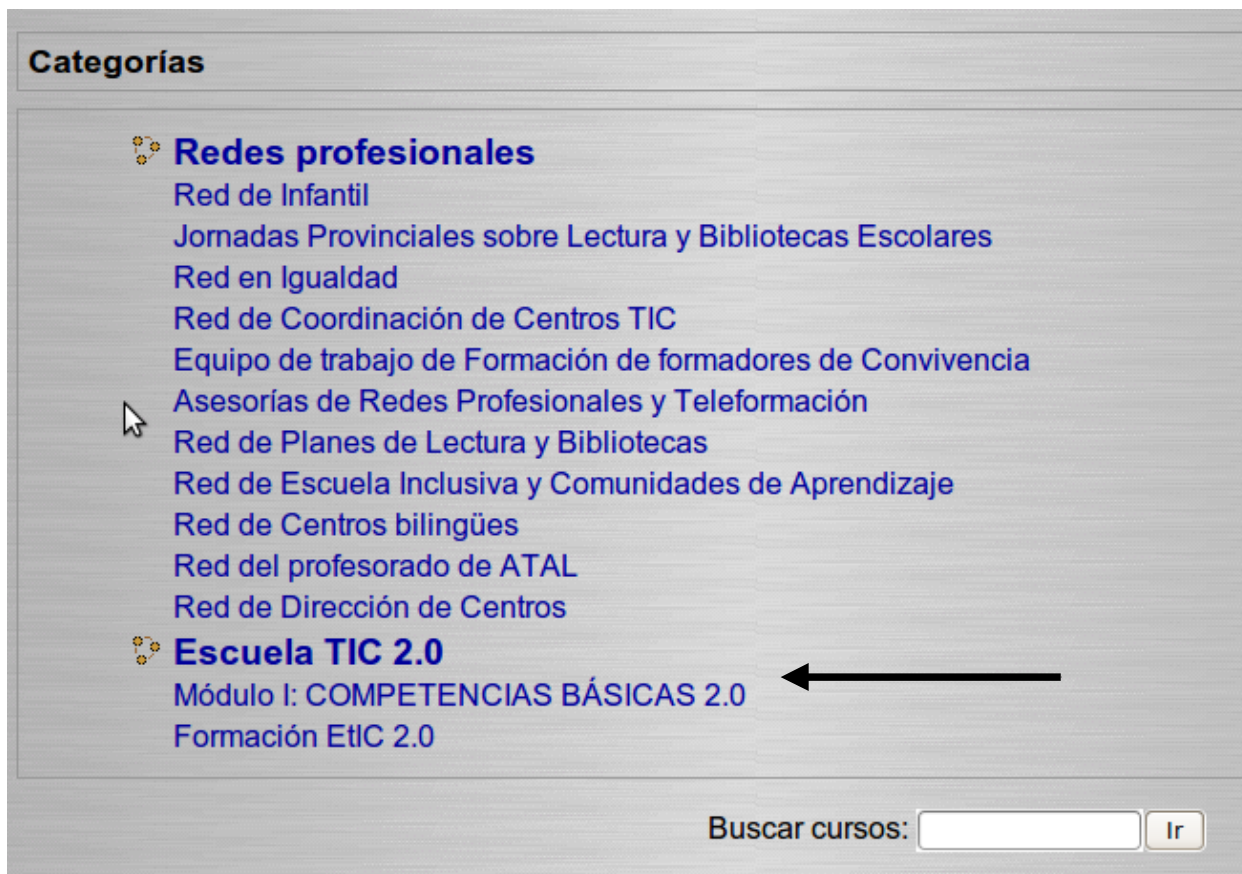 Categorías
Redes profesionales
Red de Infantil
Jornadas Provinciales sobre Lectura y Bibliotecas Escolares
Red en Igualdad
Red de Coordinación de Centros TIC
Equipo de trabajo de Formación de formadores de Convivencia
Asesorías de Redes Profesionales y Teleformación
Red de Planes de Lectura y Bibliotecas
Red de Escuela Inclusiva y Comunidades de Aprendizaje
Red de Centros bilingües
Red del profesorado de ATAL
Red de Dirección de Centros
Escuela TIC 2.0
Módulo I: COMPETENCIAS BÁSICAS 2.0
Formación EtIC 2.0
Buscar cursos: Ir